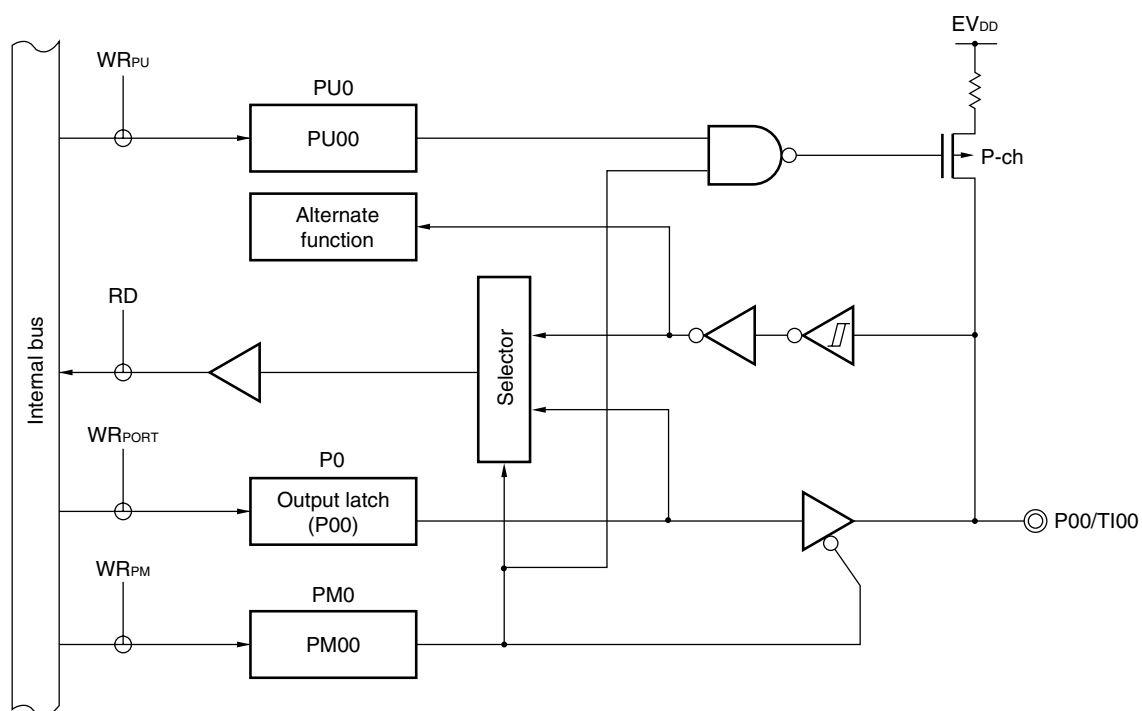 EVDD
WRPU
PU0
PU00
P-ch
Alternate
function
RD
Selector
Internal bus
WRPORT
P0
Output latch
(P00)
P00/TI00
WRPM
PM0
PM00